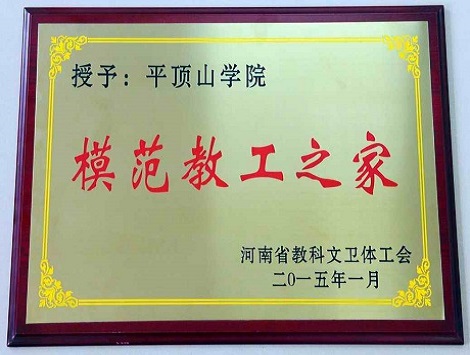 授予：平顶山学院
模范教工之家
河南省教科文卫体工会
二〇一五年一月